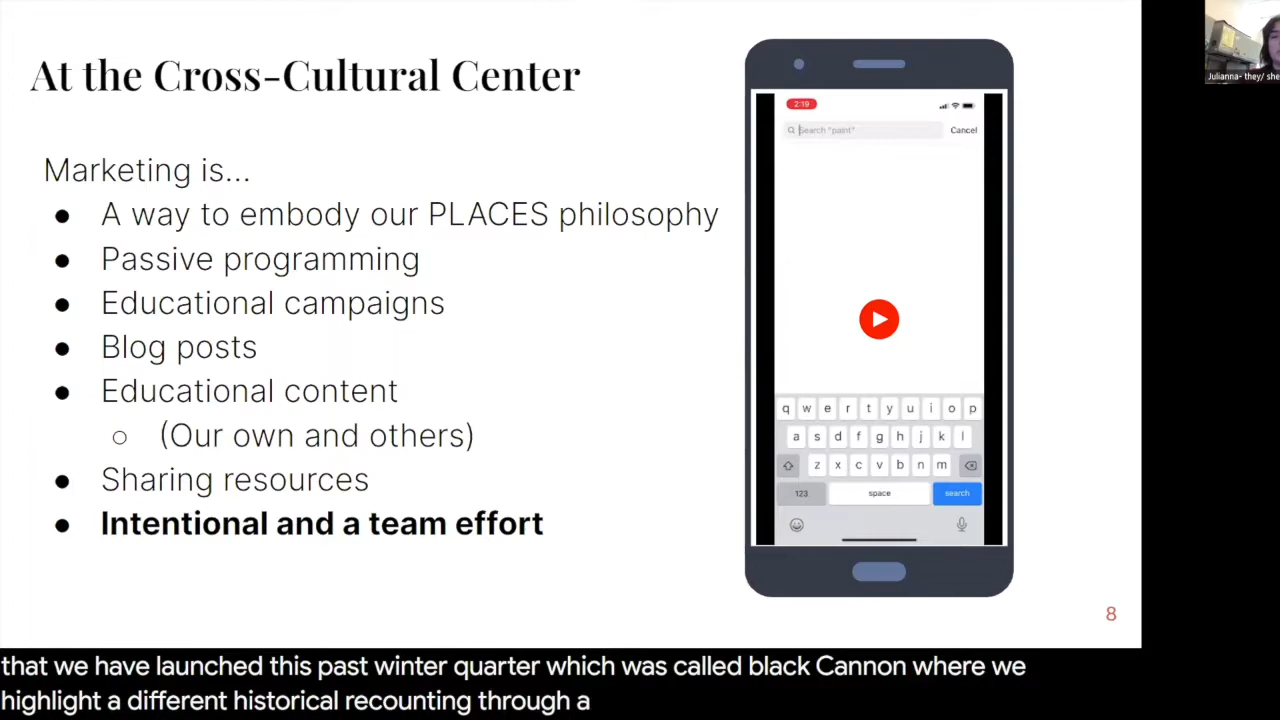 At the Cross-Cultural Center
Marketing is...
● A way to embody our PLACES philosophy
● Passive programming
● Educational campaigns
● Blog posts
● Educational content
○ (Our own and others)
● Sharing resources
● Intentional and a team effort
2:19
Search "paint"
Cancel
q w e r t y u i o p
a s d f g h j k l
z x c v b n m
123 space search
8
Julianna- they/ she
that we have launched this past winter quarter which was called black Cannon where we
highlight a different historical recounting through a